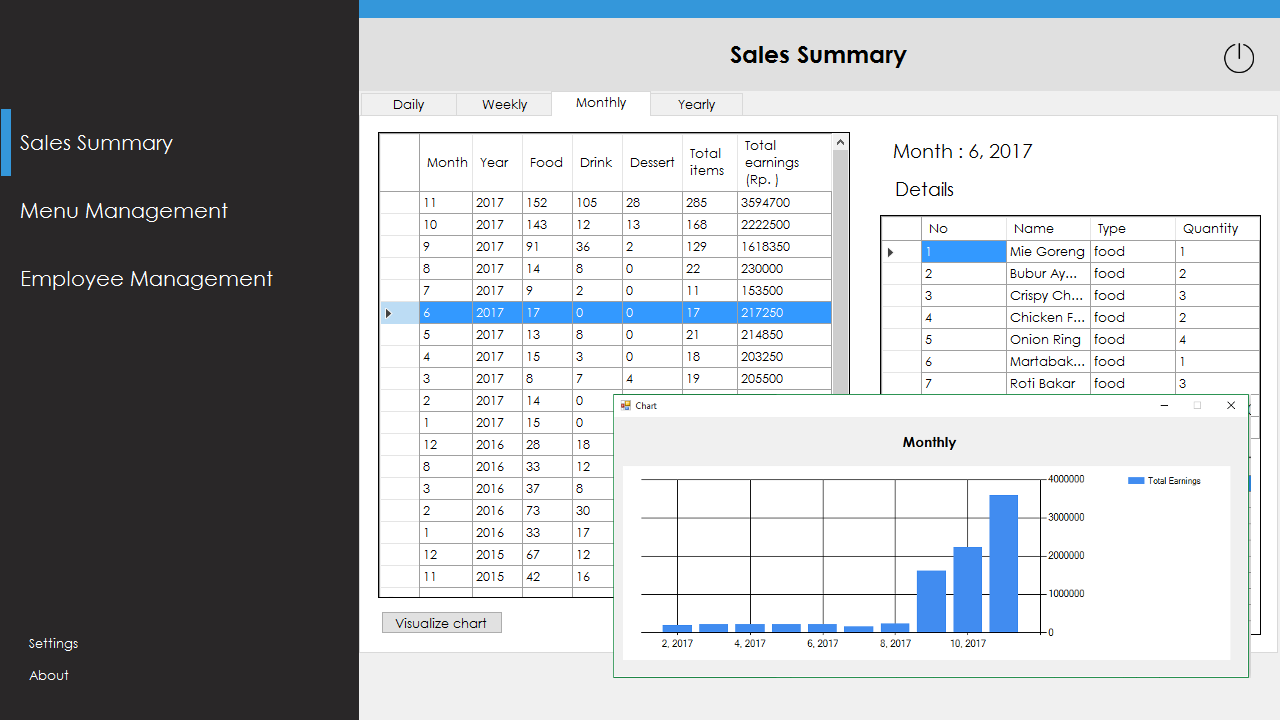 Sales Summary
Sales Summary
Menu Management
Employee Management
Settings
About
Daily Weekly Monthly Yearly
Month Year Food Drink Dessert Total items Total earnings (Rp. )
11 2017 152 105 28 285 3594700
10 2017 143 12 13 168 2222500
9 2017 91 36 2 129 1618350
8 2017 14 8 0 22 230000
7 2017 9 2 0 11 153500
6 2017 17 0 0 17 217250
5 2017 13 8 0 21 214850
4 2017 15 3 0 18 203250
3 2017 8 7 4 19 205500
2 2017 14 0
1 2017 15 0
12 2016 28 18
8 2016 33 12
3 2016 37 8
2 2016 73 30
1 2016 33 17
12 2015 67 12
11 2015 42 16
Visualize chart
Month : 6, 2017
Details
No Name Type Quantity
1 Mie Goreng food 1
2 Bubur Ay... food 2
3 Crispy Ch... food 3
4 Chicken F... food 2
5 Onion Ring food 4
6 Martabak... food 1
7 Roti Bakar food 3
Chart
Monthly
Total Earnings
4000000
3000000
2000000
1000000
0
2, 2017 4, 2017 6, 2017 8, 2017 10, 2017